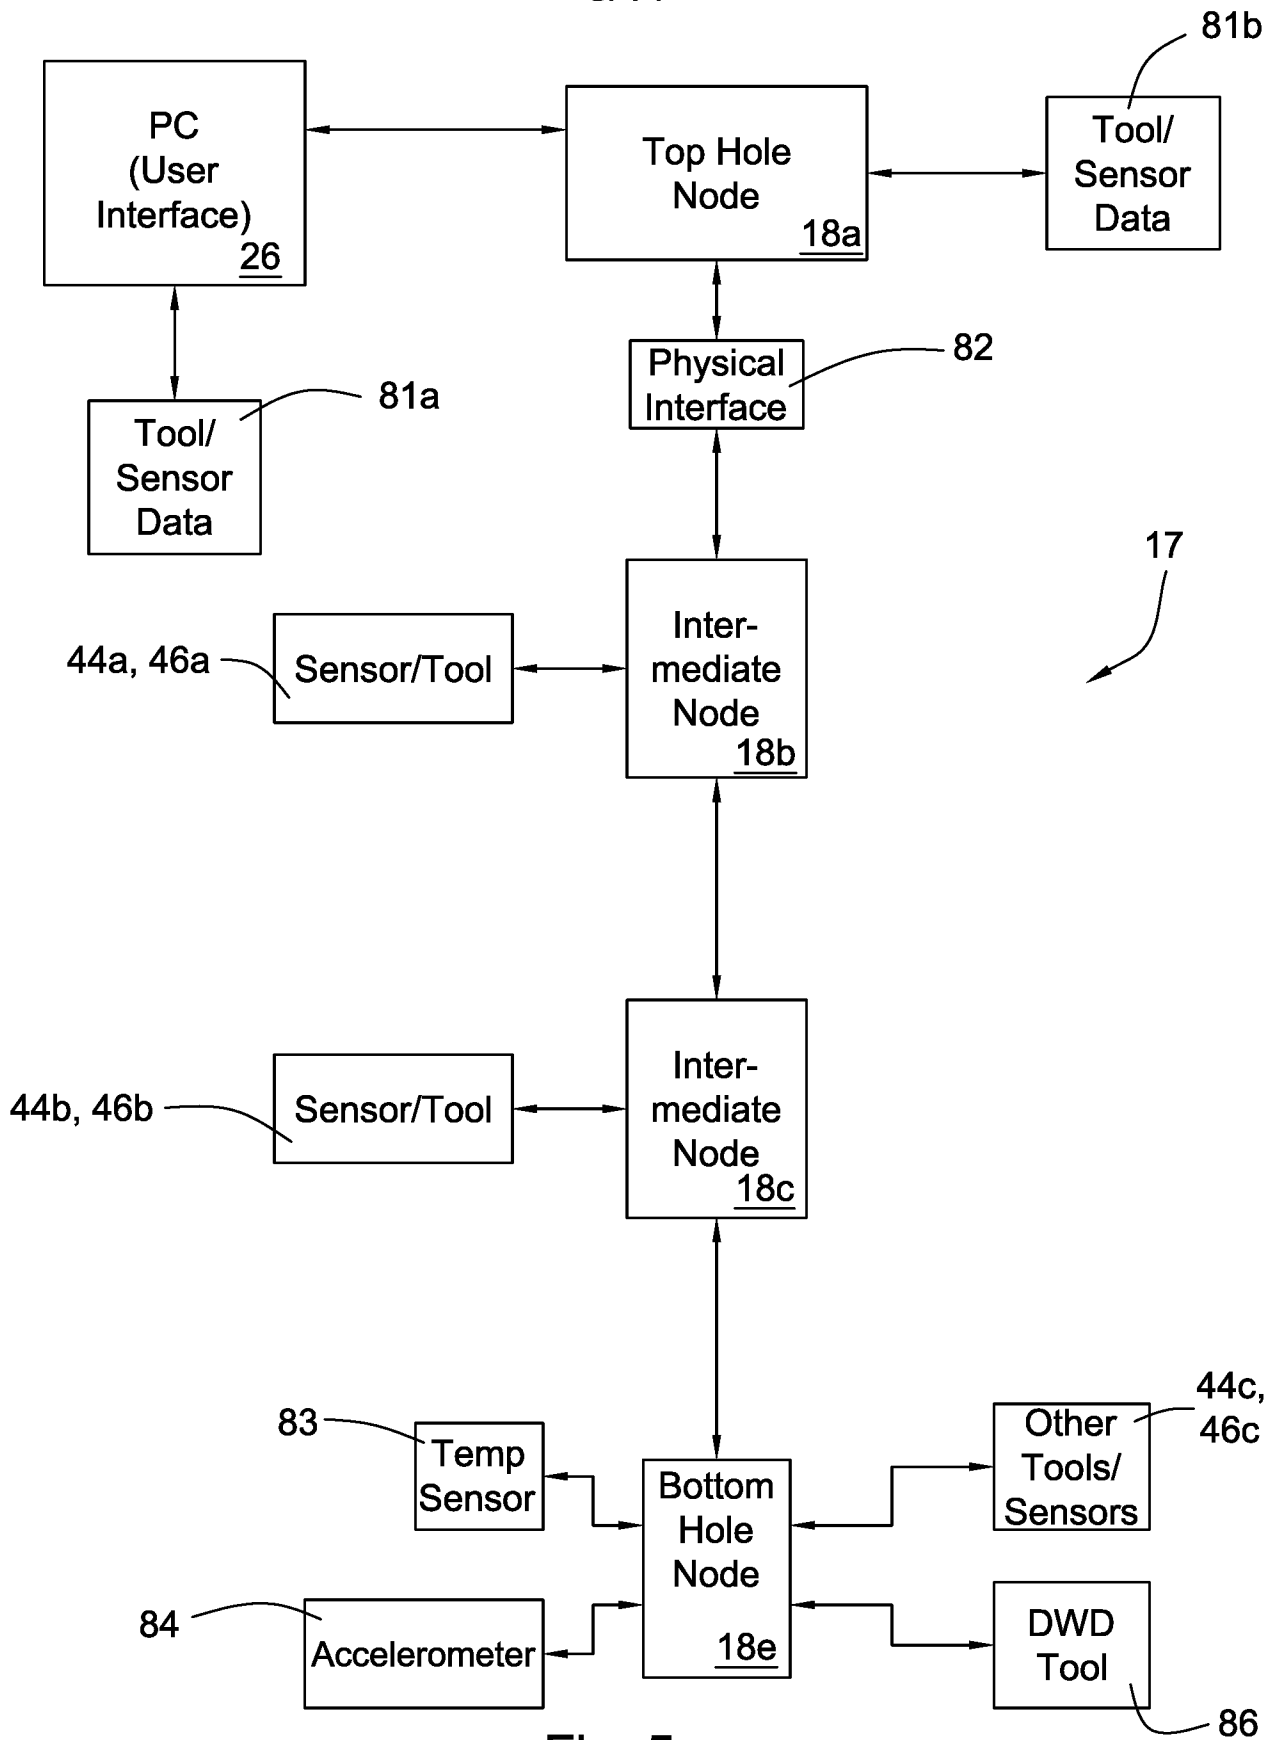 81b
PC
(User
Interface)
26
Top Hole
Node
18a
Tool/
Sensor
Data
Physical
Interface
82
81a
Tool/
Sensor
Data
17
Inter-
mediate
Node
18b
44a, 46a
Sensor/Tool
Inter-
mediate
Node
18c
44b, 46b
Sensor/Tool
83
Temp
Sensor
Bottom
Hole
Node
18e
44c,
46c
Other
Tools/
Sensors
84
Accelerometer
DWD
Tool
86